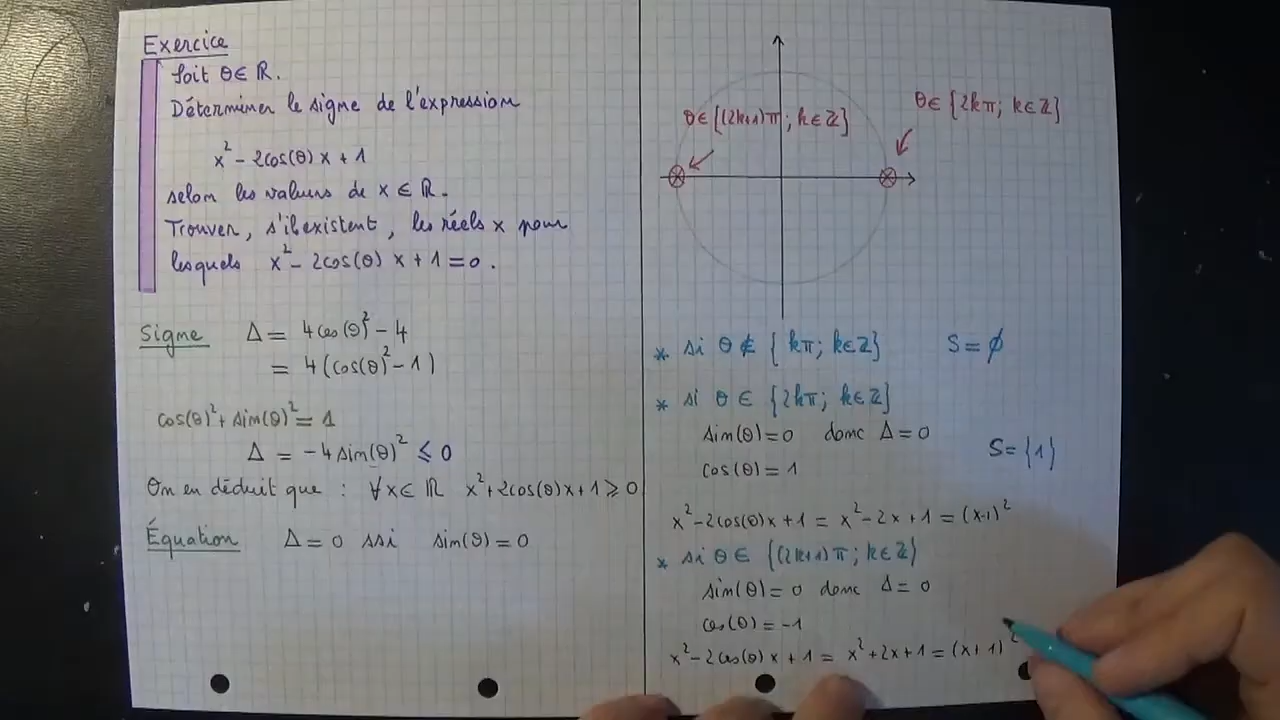 Exercice
Soit θ ∈ ℝ.
Déterminer le signe de l'expression
x² - 2cos(θ) x + 1
selon les valeurs de x ∈ ℝ.
Trouver, s'il existent, les réels x pour
lesquels x² - 2cos(θ) x + 1 = 0.
Signe Δ = 4cos(θ)² - 4
= 4(cos(θ)² - 1)
cos(θ)² + sin(θ)² = 1
Δ = -4sin(θ)² ⩽ 0
On en déduit que : ∀x ∈ ℝ x² + 2cos(θ)x + 1 ⩾ 0
Équation Δ = 0 ssi sin(θ) = 0
θ ∈ {(2k+1)π ; k ∈ ℤ}
θ ∈ {2kπ ; k ∈ ℤ}
* si θ ∉ {kπ ; k ∈ ℤ} S = ∅
* si θ ∈ {2kπ ; k ∈ ℤ}
sin(θ) = 0 donc Δ = 0
S = {1}
cos(θ) = 1
x² - 2cos(θ)x + 1 = x² - 2x + 1 = (x-1)²
* si θ ∈ {(2k+1)π ; k ∈ ℤ}
sin(θ) = 0 donc Δ = 0
cos(θ) = -1
x² - 2cos(θ) x + 1 = x² + 2x + 1 = (x+1)²